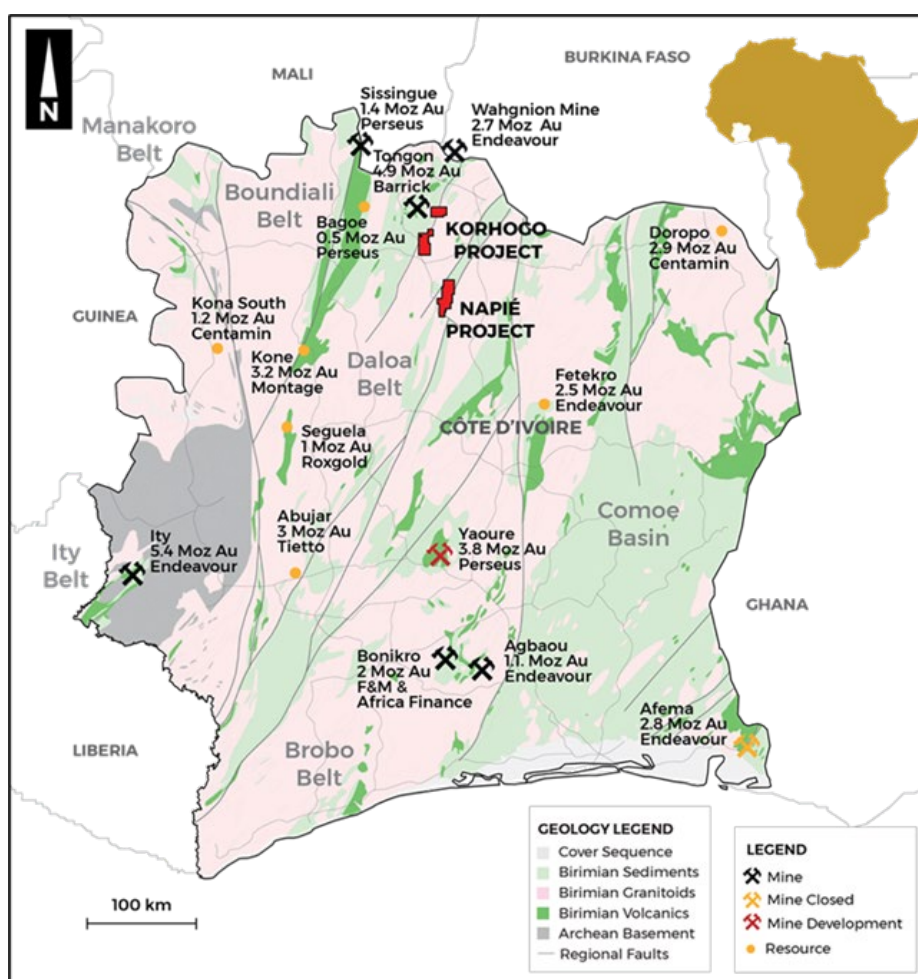 N
MALI
BURKINA FASO
Manakoro
Belt
Sissingue
1.4 Moz Au
Perseus
Wahgnion Mine
2.7 Moz Au
Endeavour
Tongon
4.9 Moz Au
Barrick
Boundiali
Belt
Bagoe
0.5 Moz Au
Perseus
KORHOGO
PROJECT
Doropo
2.9 Moz Au
Centamin
GUINEA
Kona South
1.2 Moz Au
Centamin
NAPIÉ
PROJECT
Kone
3.2 Moz Au
Montage
Daloa
Belt
Fetekro
2.5 Moz Au
Endeavour
CÔTE D'IVOIRE
Seguela
1 Moz Au
Roxgold
Comoe
Basin
Abujar
3 Moz Au
Tietto
Yaoure
3.8 Moz Au
Perseus
Ity
5.4 Moz Au
Endeavour
Ity
Belt
GHANA
Bonikro
2 Moz Au
F&M &
Africa Finance
Agbaou
1.1. Moz Au
Endeavour
Afema
2.8 Moz Au
Endeavour
LIBERIA
Brobo
Belt
100 km
GEOLOGY LEGEND
Cover Sequence
Birimian Sediments
Birimian Granitoids
Birimian Volcanics
Archean Basement
Regional Faults
LEGEND
Mine
Mine Closed
Mine Development
Resource